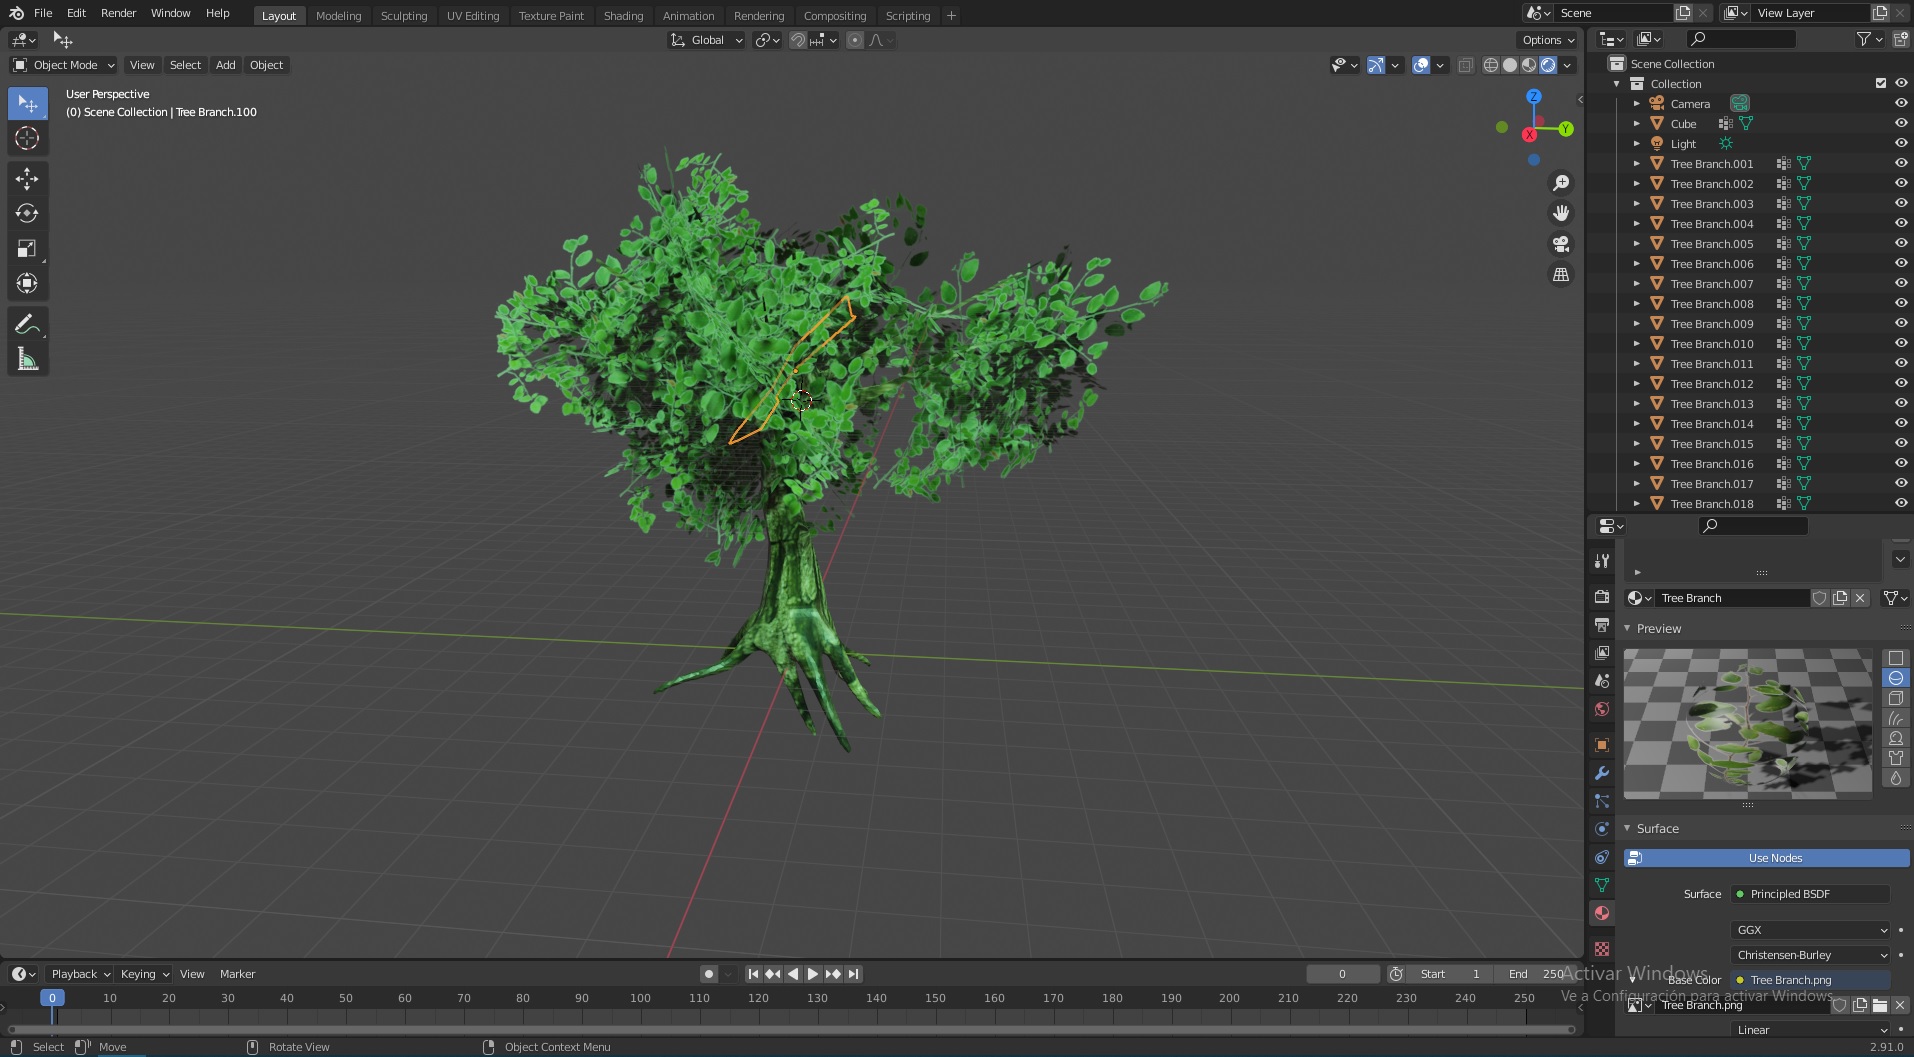 File Edit Render Window Help Layout Modeling Sculpting UV Editing Texture Paint Shading Animation Rendering Compositing Scripting + Scene View Layer
Global Options
Object Mode View Select Add Object
User Perspective
(0) Scene Collection | Tree Branch.100
Z
Y
X
Scene Collection
Collection
Camera
Cube
Light
Tree Branch.001
Tree Branch.002
Tree Branch.003
Tree Branch.004
Tree Branch.005
Tree Branch.006
Tree Branch.007
Tree Branch.008
Tree Branch.009
Tree Branch.010
Tree Branch.011
Tree Branch.012
Tree Branch.013
Tree Branch.014
Tree Branch.015
Tree Branch.016
Tree Branch.017
Tree Branch.018
Tree Branch
Preview
Surface
Use Nodes
Surface Principled BSDF
GGX
Christensen-Burley
Base Color Tree Branch.png
Tree Branch.png
Linear
Activar Windows
Ve a Configuración para activar Windows.
Playback Keying View Marker 0 Start 1 End 250
0 10 20 30 40 50 60 70 80 90 100 110 120 130 140 150 160 170 180 190 200 210 220 230 240 250
Select Move Rotate View Object Context Menu 2.91.0